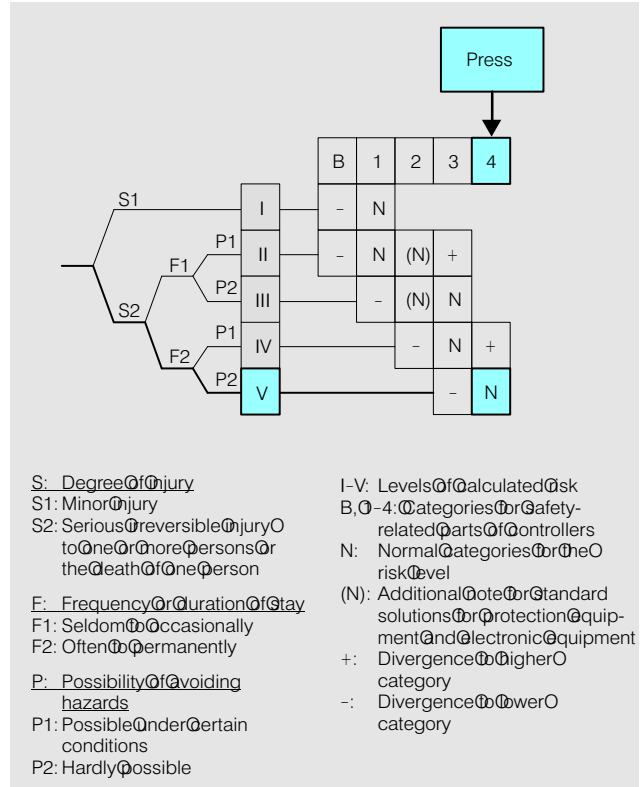 Press
B 1 2 3 4
S1 I - N
P1 II - N (N) +
F1
P2 III - (N) N
S2
P1 IV - N +
F2
P2 V - N
S: Degree of injury
S1: Minor injury
S2: Serious irreversible injury
to one or more persons or
the death of one person
F: Frequency or duration of stay
F1: Seldom to occasionally
F2: Often to permanently
P: Possibility of avoiding
hazards
P1: Possible under certain
conditions
P2: Hardly possible
I-V: Levels of calculated risk
B, 1-4: Categories for safety-
related parts of controllers
N: Normal categories for the
risk level
(N): Additional note for standard
solutions for protection equip-
ment and electronic equipment
+: Divergence to higher
category
-: Divergence to lower
category